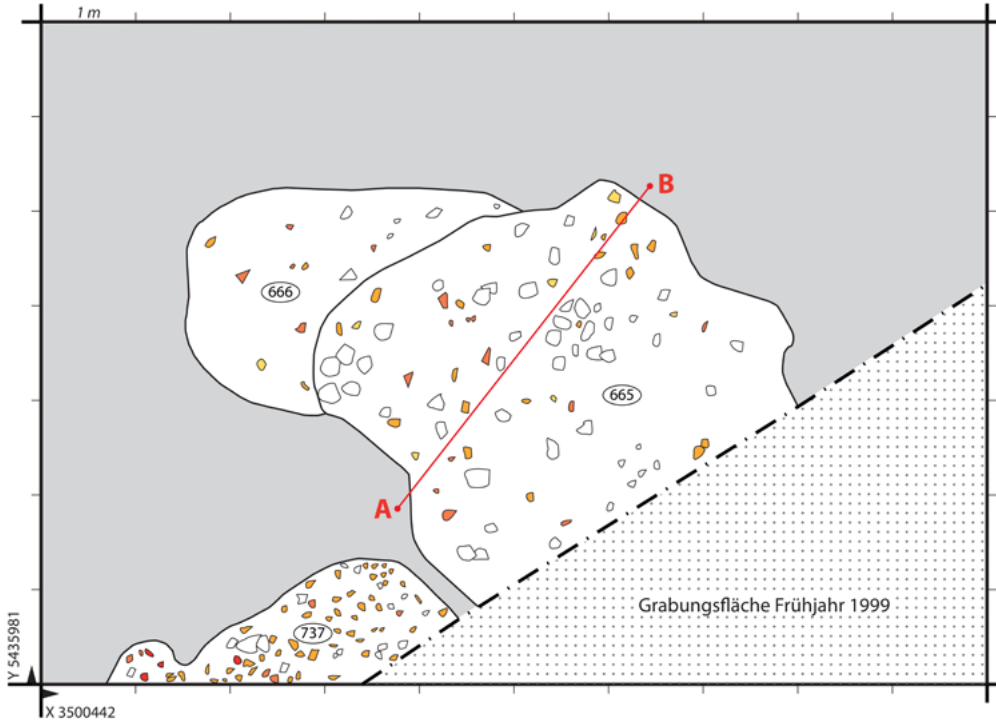 1 m
B
666
665
A
Grabungsfläche Frühjahr 1999
737
Y 5435981
X 3500442